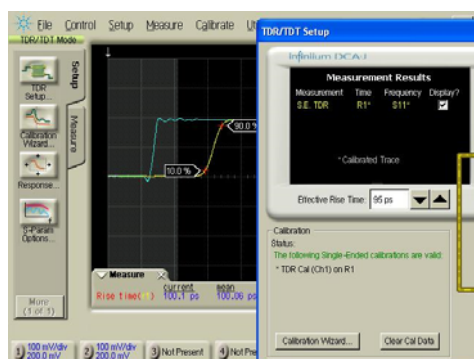 File Control Setup Measure Calibrate
TDR/TDT Mode
TDR
Setup...
Calibration
Wizard...
Response...
S-Param
Options...
More
(1 of 1)
Setup
Measure
90.0 %
10.0 %
Measure
current mean
Rise time 100.1 ps 100.06 ps
1) 100 mV/div
200.0 mV
2) 100 mV/div
200.0 mV
3) Not Present
4) Not Pre
TDR/TDT Setup
Infiniium DCA-J
Measurement Results
Measurement Time Frequency Display?
S.E. TDR R1* S11*
*Calibrated Trace
Effective Rise Time: 95 ps
Calibration
Status:
The following Single-Ended calibrations are valid:
* TDR Cal (Ch1) on R1
Calibration Wizard...
Clear Cal Data